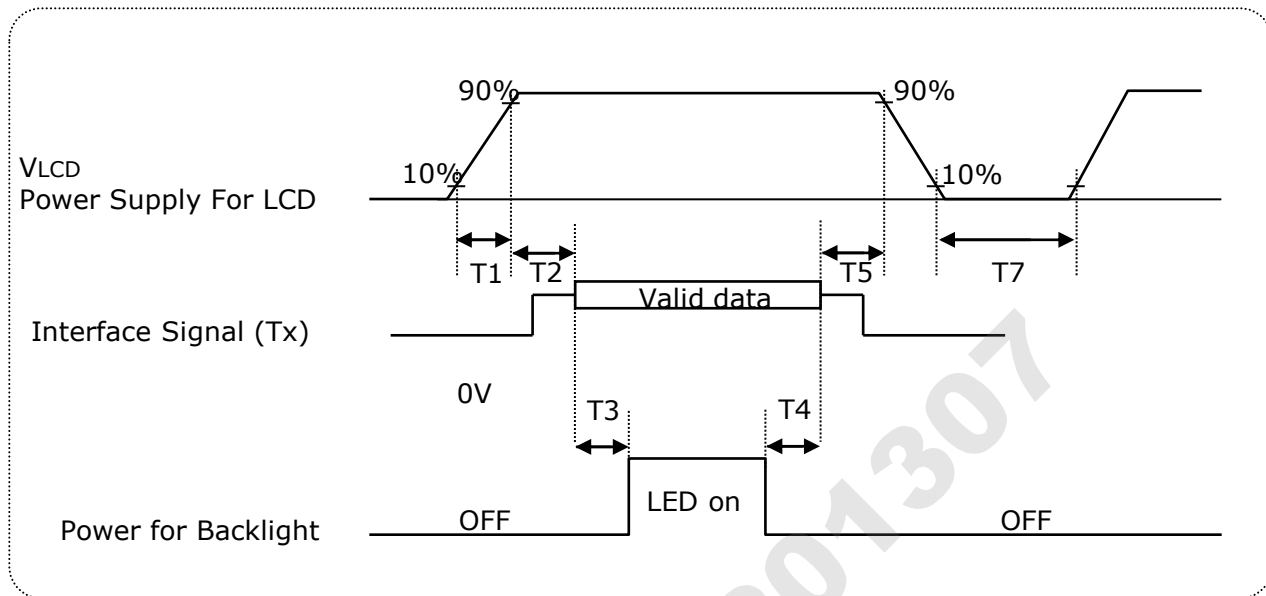 90%
90%
VLCD
10%
10%
Power Supply For LCD
T1
T2
T5
T7
Valid data
Interface Signal (Tx)
0V
T3
T4
LED on
OFF
OFF
Power for Backlight